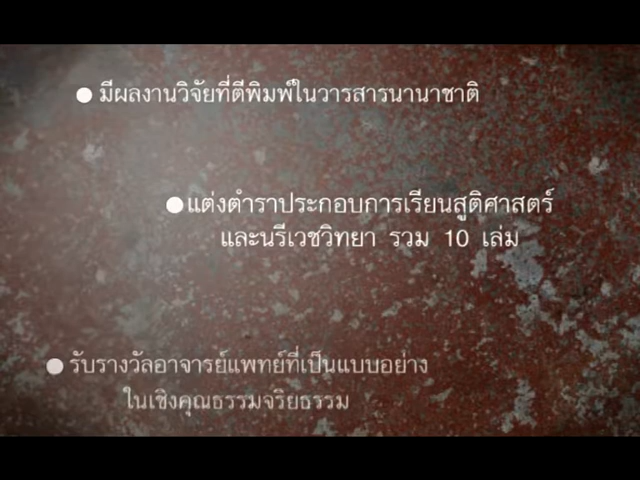 ● มีผลงานวิจัยที่ตีพิมพ์ในวารสารนานาชาติ
● แต่งตำราประกอบการเรียนสูติศาสตร์
และนรีเวชวิทยา รวม 10 เล่ม
● รับรางวัลอาจารย์แพทย์ที่เป็นแบบอย่าง
ในเชิงคุณธรรมจริยธรรม